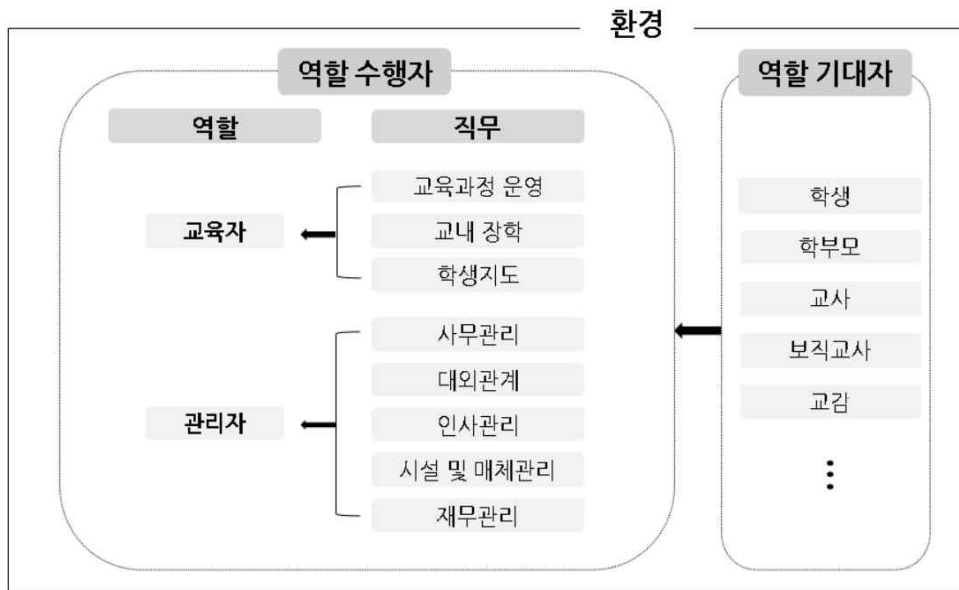 환경
역할 수행자
역할
직무
교육자
교육과정 운영
교내 장학
학생지도
관리자
사무관리
대외관계
인사관리
시설 및 매체관리
재무관리
역할 기대자
학생
학부모
교사
보직교사
교감